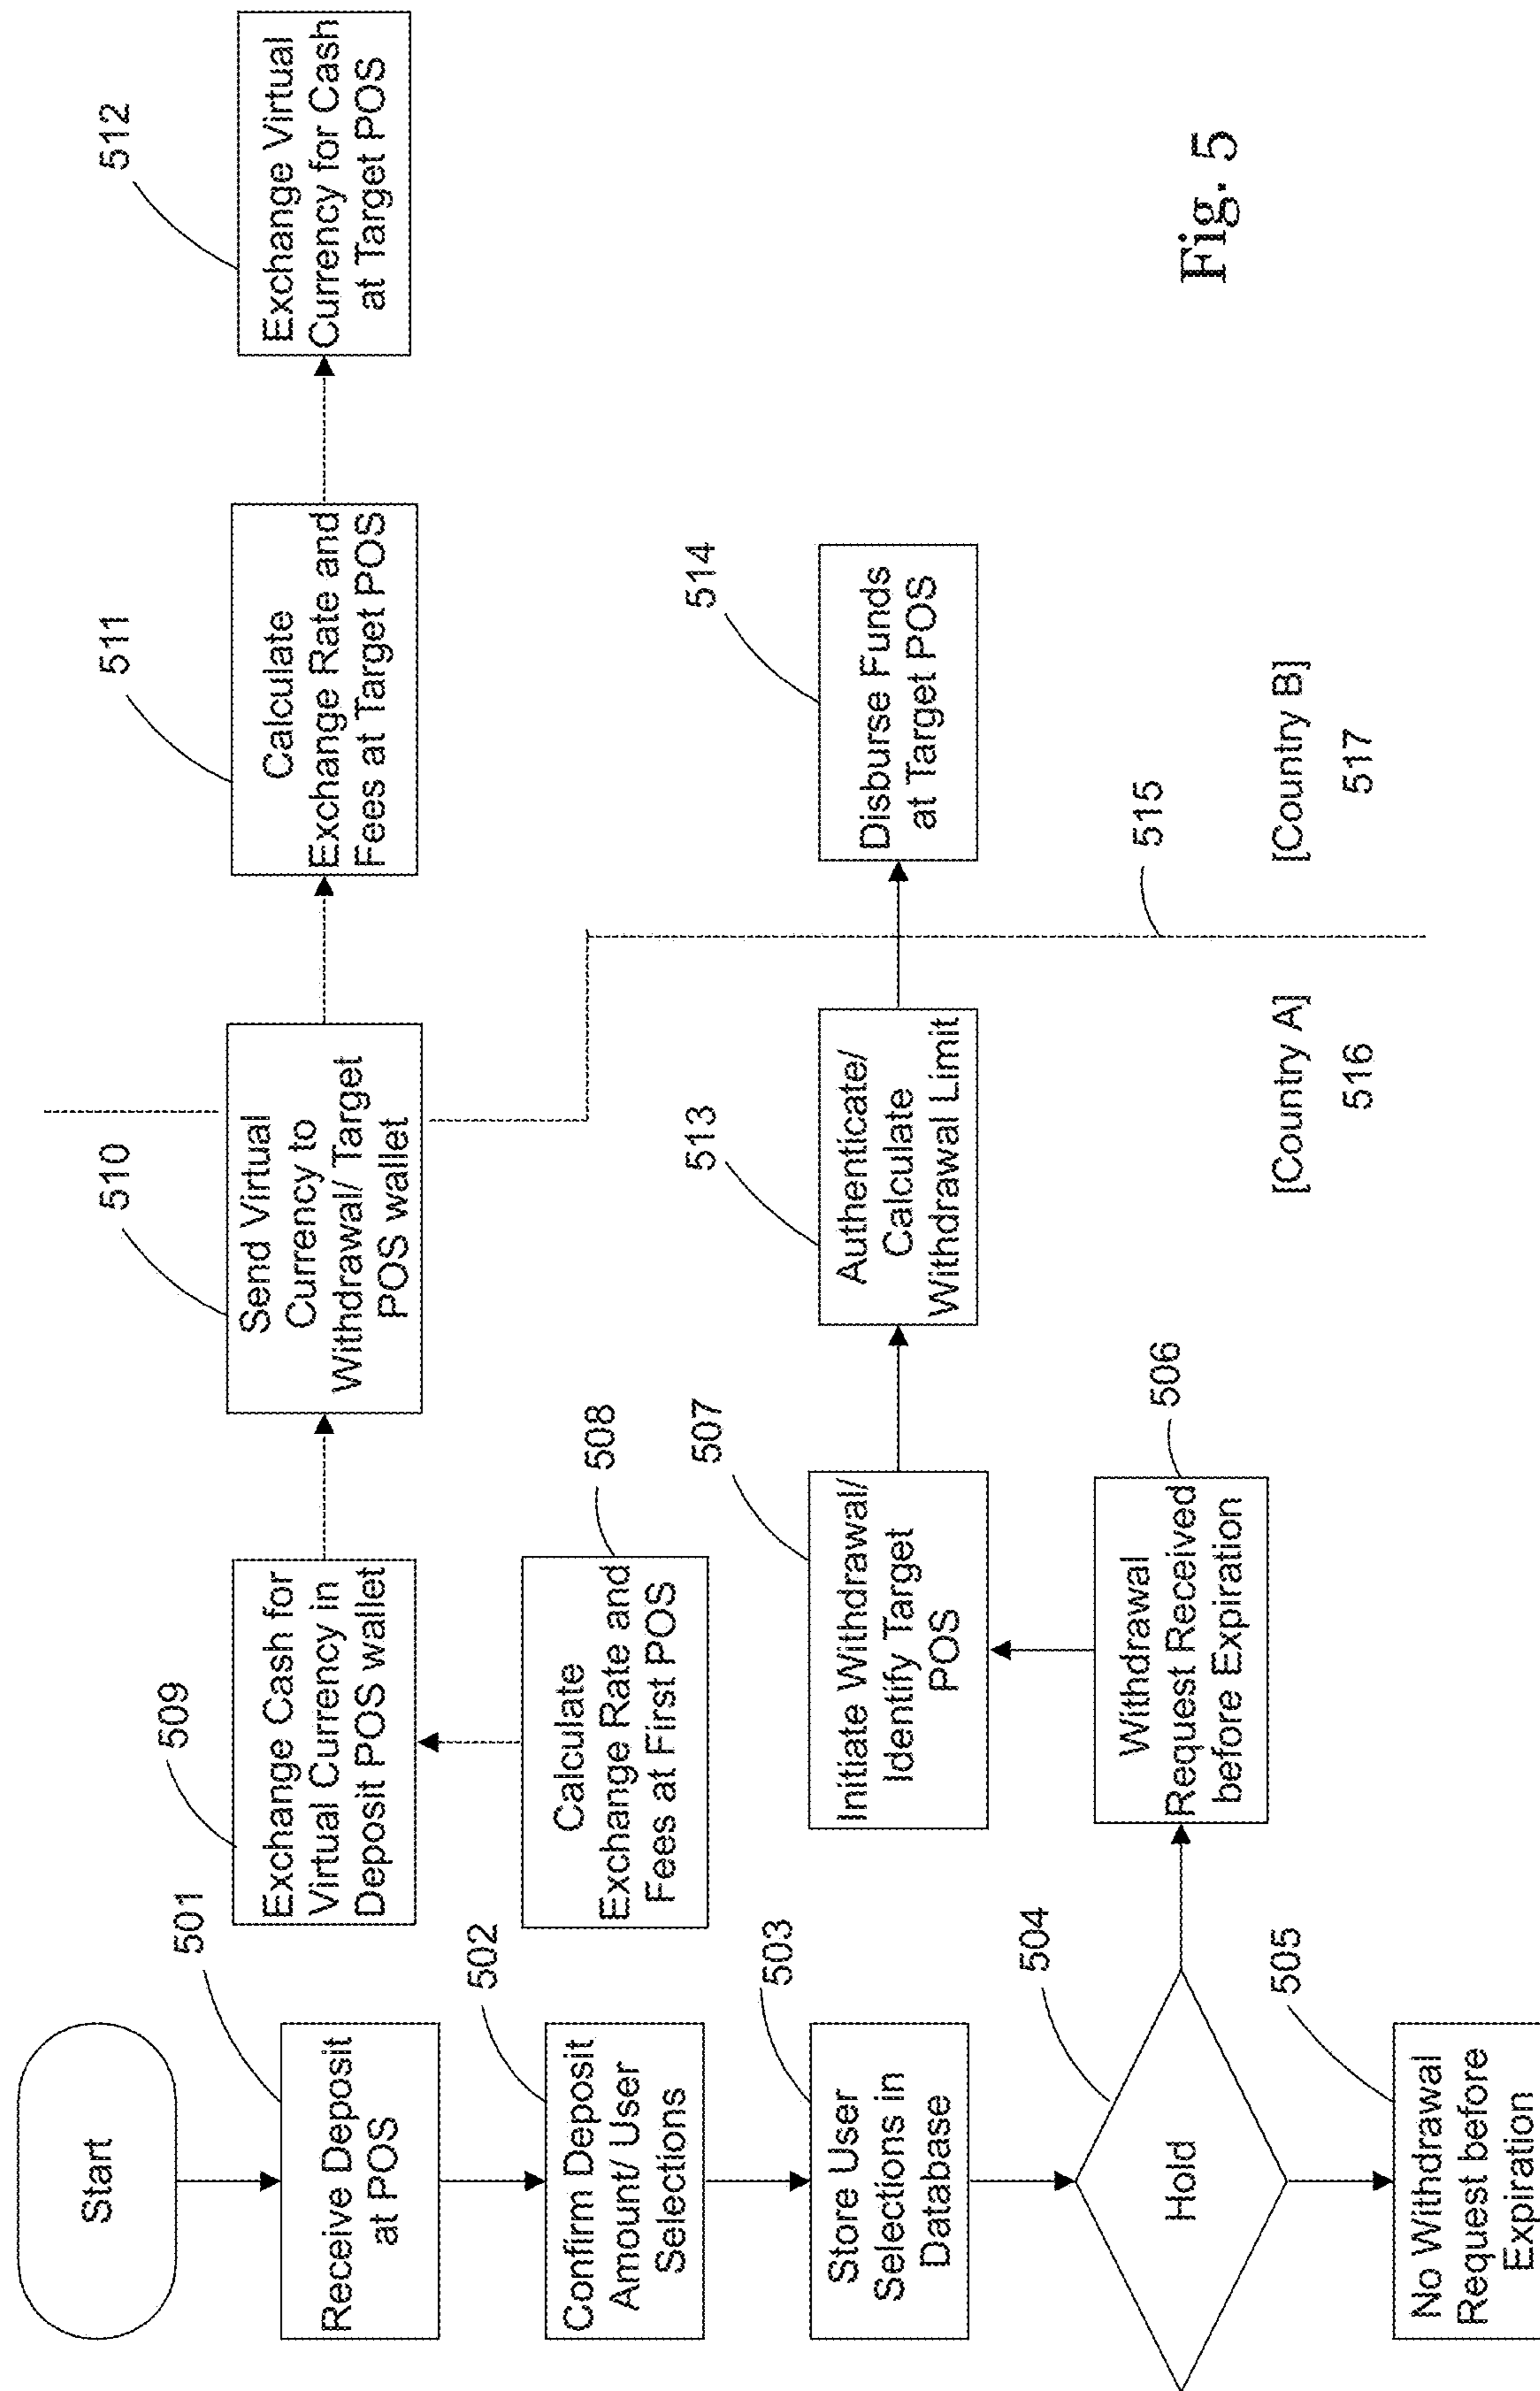 Start
501
Receive Deposit
at POS
502
Confirm Deposit
Amount/ User
Selections
503
Store User
Selections in
Database
504
Hold
505
No Withdrawal
Request before
Expiration
506
Withdrawal
Request Received
before Expiration
507
Initiate Withdrawal/
Identify Target
POS
508
Calculate
Exchange Rate and
Fees at First POS
509
Exchange Cash for
Virtual Currency in
Deposit POS wallet
510
Send Virtual
Currency to
Withdrawal/ Target
POS wallet
511
Calculate
Exchange Rate and
Fees at Target POS
512
Exchange Virtual
Currency for Cash
at Target POS
513
Authenticate/
Calculate
Withdrawal Limit
514
Disburse Funds
at Target POS
515
[Country A]
516
[Country B]
517
Fig. 5